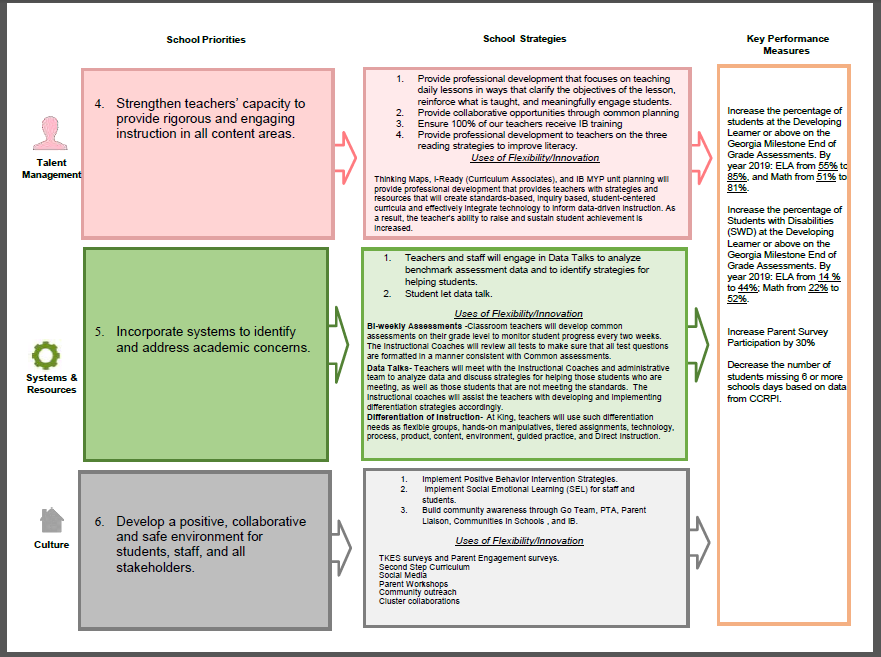 School Priorities
School Strategies
Key Performance
Measures
Talent
Management
4. Strengthen teachers' capacity to
provide rigorous and engaging
instruction in all content areas.
1. Provide professional development that focuses on teaching
daily lessons in ways that clarify the objectives of the lesson,
reinforce what is taught, and meaningfully engage students.
2. Provide collaborative opportunities through common planning
3. Ensure 100% of our teachers receive IB training
4. Provide professional development to teachers on the three
reading strategies to improve literacy.
Uses of Flexibility/Innovation
Thinking Maps, I-Ready (Curriculum Associates), and IB MYP unit planning will
provide professional development that provides teachers with strategies and
resources that will create standards-based, inquiry based, student-centered
curricula and effectively integrate technology to inform data-driven instruction. As
a result, the teacher's ability to raise and sustain student achievement is
increased.
Systems &
Resources
5. Incorporate systems to identify
and address academic concerns.
1. Teachers and staff will engage in Data Talks to analyze
benchmark assessment data and to identify strategies for
helping students.
2. Student let data talk.
Uses of Flexibility/Innovation
Bi-weekly Assessments -Classroom teachers will develop common
assessments on their grade level to monitor student progress every two weeks.
The Instructional Coaches will review all tests to make sure that all test questions
are formatted in a manner consistent with Common assessments.
Data Talks- Teachers will meet with the Instructional Coaches and administrative
team to analyze data and discuss strategies for helping those students who are
meeting, as well as those students that are not meeting the standards. The
instructional coaches will assist the teachers with developing and implementing
differentiation strategies accordingly.
Differentiation of Instruction- At King, teachers will use such differentiation
needs as flexible groups, hands-on manipulatives, tiered assignments, technology,
process, product, content, environment, guided practice, and Direct Instruction.
Culture
6. Develop a positive, collaborative
and safe environment for
students, staff, and all
stakeholders.
1. Implement Positive Behavior Intervention Strategies.
2. Implement Social Emotional Learning (SEL) for staff and
students.
3. Build community awareness through Go Team, PTA, Parent
Liaison, Communities In Schools , and IB.
Uses of Flexibility/Innovation
TKES surveys and Parent Engagement surveys.
Second Step Curriculum
Social Media
Parent Workshops
Community outreach
Cluster collaborations
Increase the percentage of
students at the Developing
Learner or above on the
Georgia Milestone End of
Grade Assessments. By
year 2019: ELA from 55% to
85%, and Math from 51% to
81%.
Increase the percentage of
Students with Disabilities
(SWD) at the Developing
Learner or above on the
Georgia Milestone End of
Grade Assessments. By
year 2019: ELA from 14 %
to 44%; Math from 22% to
52%.
Increase Parent Survey
Participation by 30%
Decrease the number of
students missing 6 or more
schools days based on data
from CCRPI.